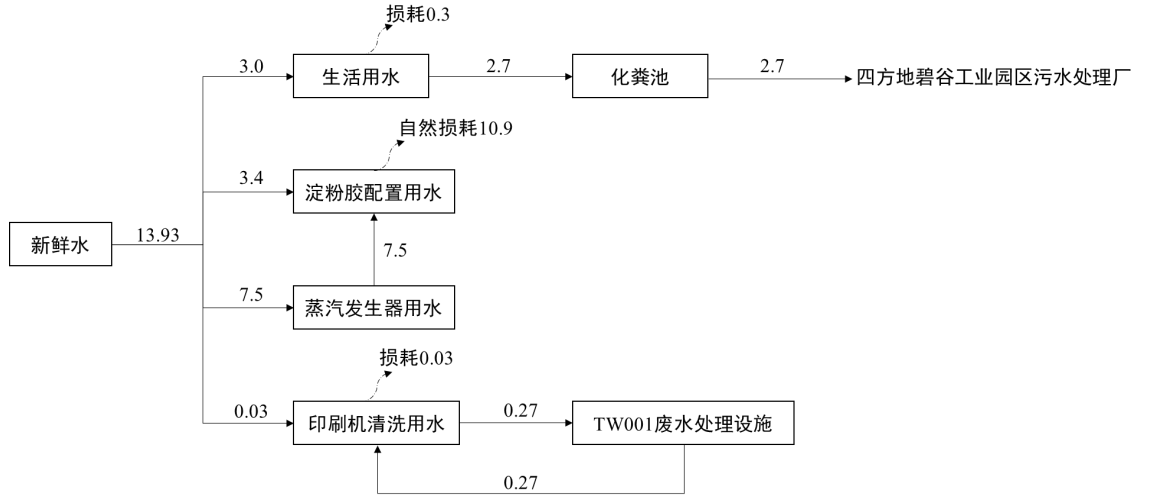 损耗0.3
3.0
生活用水
2.7
化粪池
2.7
四方地碧谷工业园区污水处理厂
自然损耗10.9
3.4
淀粉胶配置用水
新鲜水
13.93
7.5
7.5
蒸汽发生器用水
损耗0.03
0.03
印刷机清洗用水
0.27
TW001废水处理设施
0.27